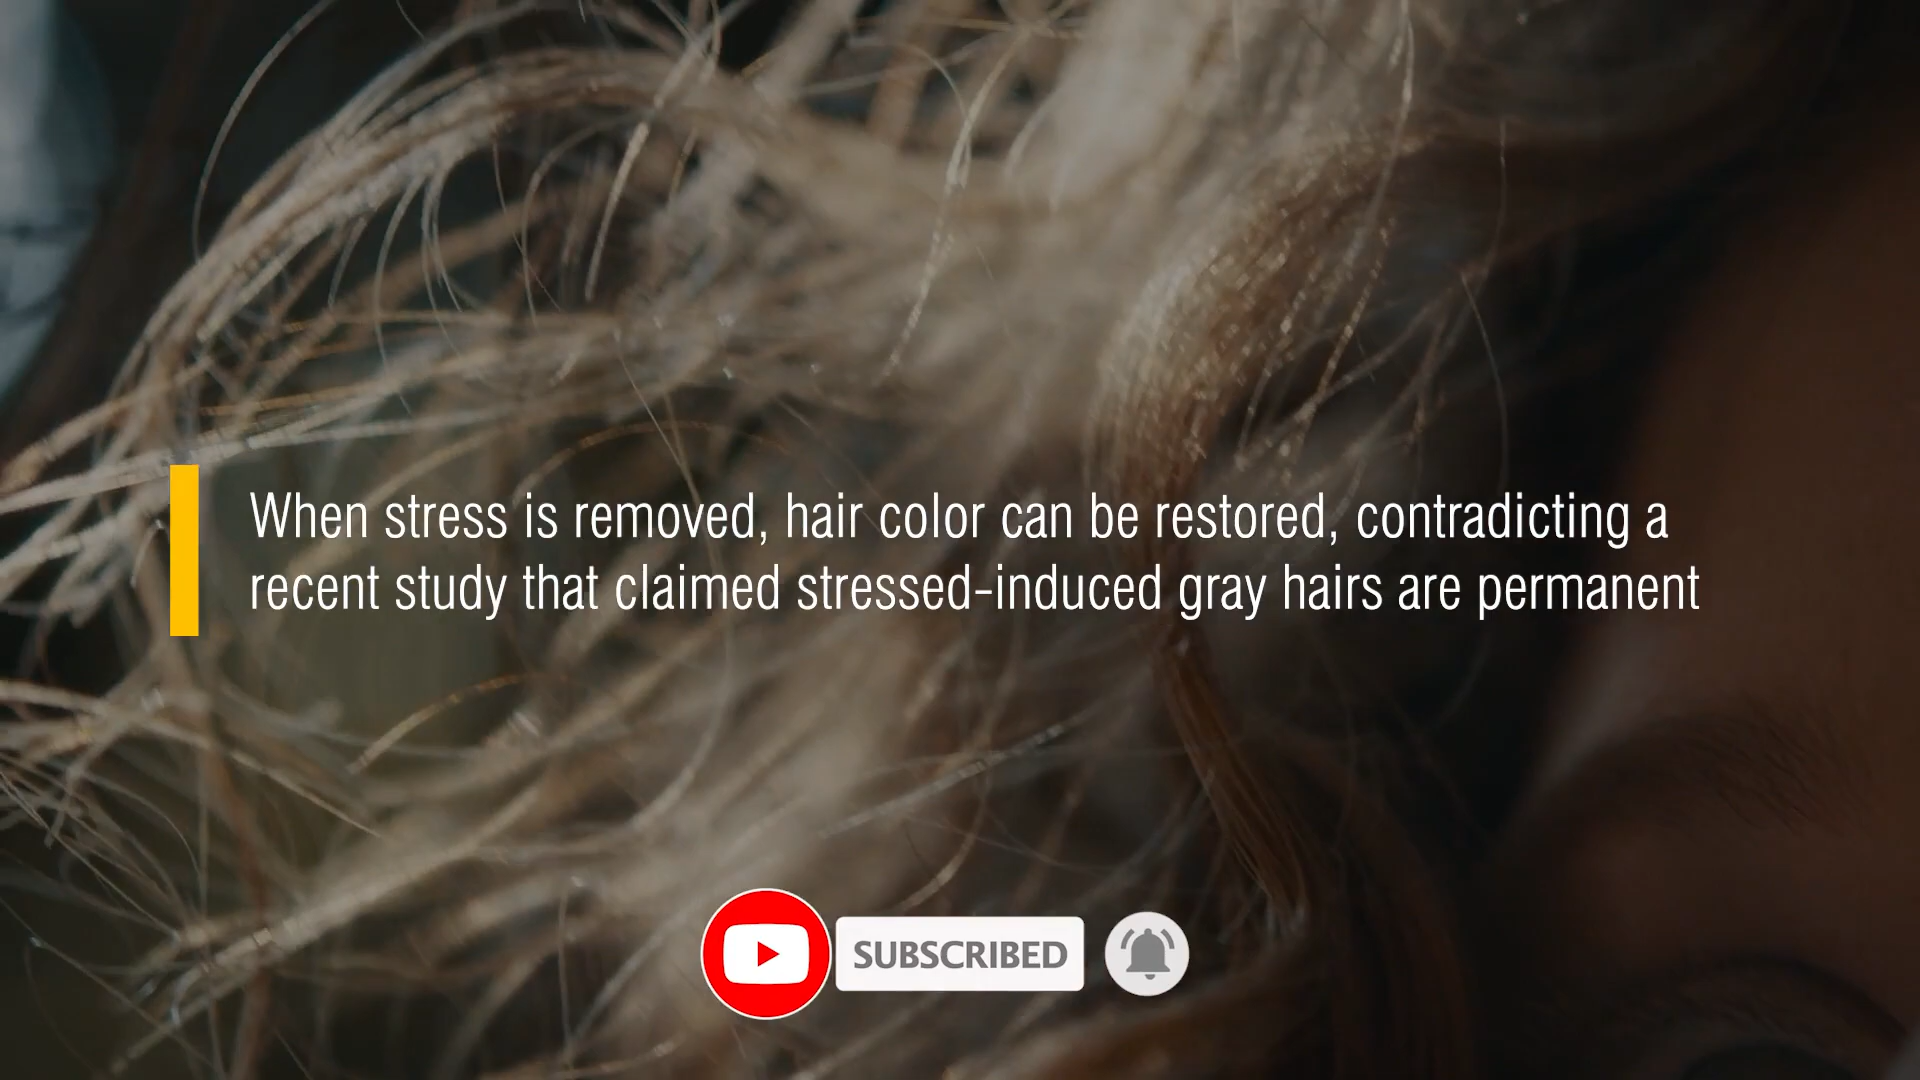 When stress is removed, hair color can be restored, contradicting a
recent study that claimed stressed-induced gray hairs are permanent
SUBSCRIBED